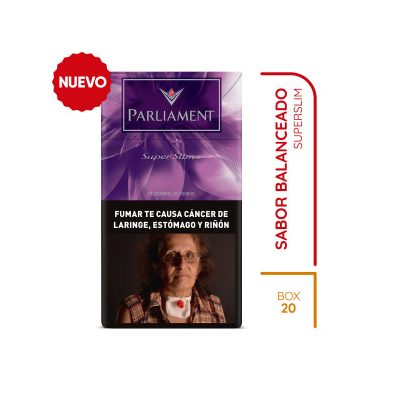 NUEVO
PARLIAMENT
Super Slims
FUMAR TE CAUSA CÁNCER DE
LARINGE, ESTÓMAGO Y RIÑÓN
SABOR BALANCEADO
SUPERSLIM
BOX
20